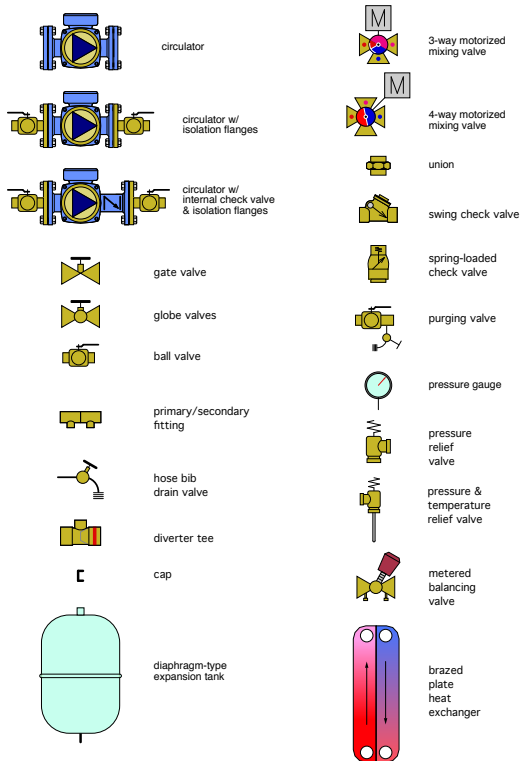 circulator
circulator w/
isolation flanges
circulator w/
internal check valve
& isolation flanges
gate valve
globe valves
ball valve
primary/secondary
fitting
hose bib
drain valve
diverter tee
cap
diaphragm-type
expansion tank
M
3-way motorized
mixing valve
M
4-way motorized
mixing valve
union
swing check valve
spring-loaded
check valve
purging valve
pressure gauge
pressure
relief
valve
pressure &
temperature
relief valve
metered
balancing
valve
brazed
plate
heat
exchanger